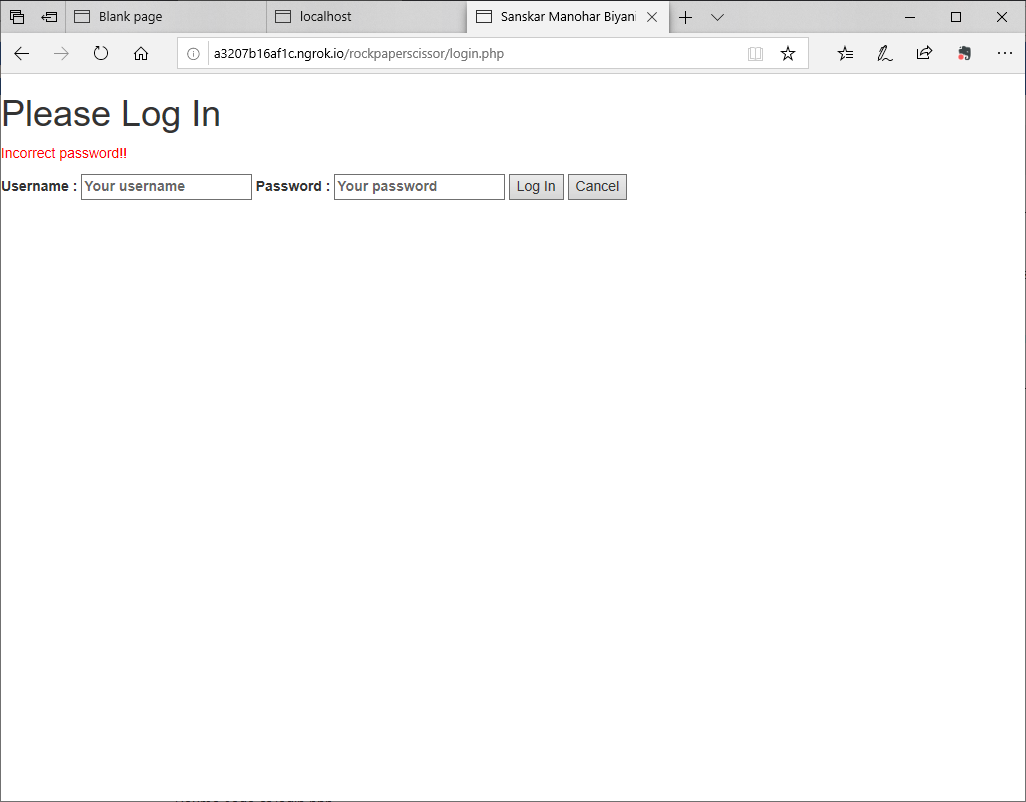 Blank page
localhost
Sanskar Manohar Biyani
a3207b16af1c.ngrok.io/rockpaperscissor/login.php
Please Log In
Incorrect password!!
Username : Your username Password : Your password Log In Cancel